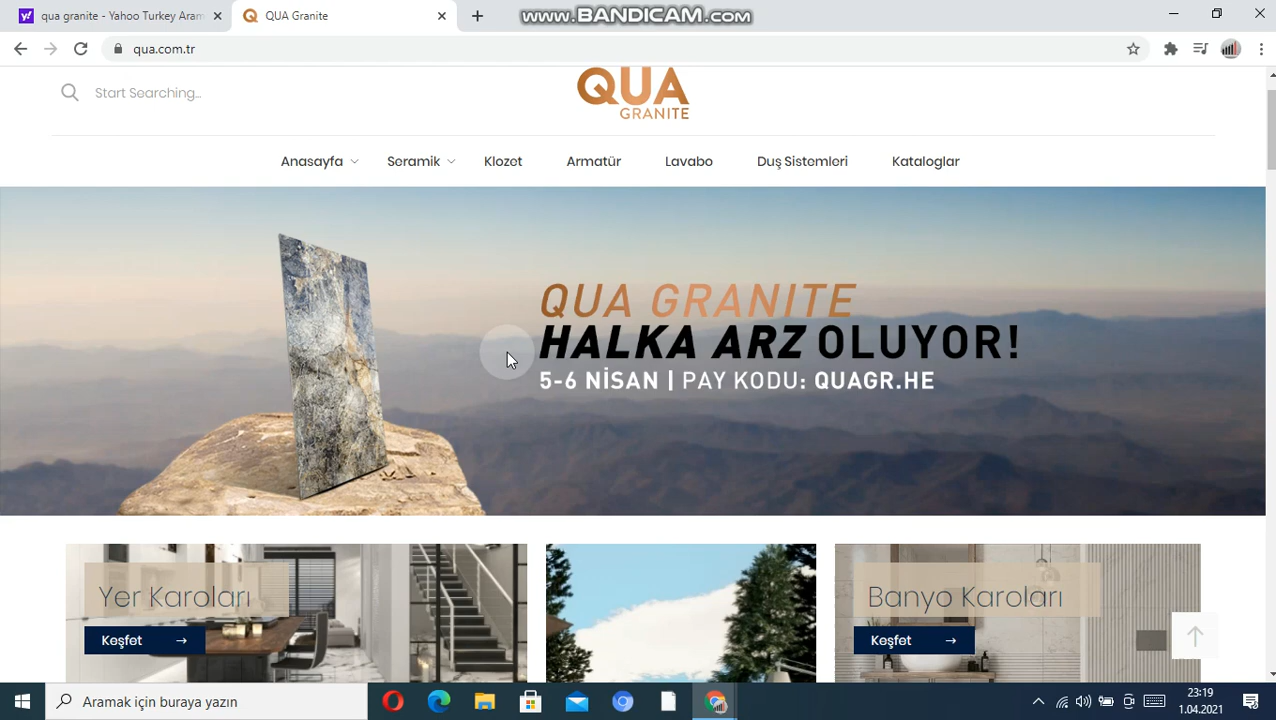 qua granite - Yahoo Turkey Aram
QUA Granite
www.BANDICAM.com
qua.com.tr
Start Searching...
QUA
GRANITE
Anasayfa
Seramik
Klozet
Armatür
Lavabo
Duş Sistemleri
Kataloglar
QUA GRANITE
HALKA ARZ OLUYOR!
5-6 NİSAN | PAY KODU: QUAGR.HE
Yer Karoları
Keşfet →
Banyo Karoları
Keşfet →
Aramak için buraya yazın
23:19
1.04.2021